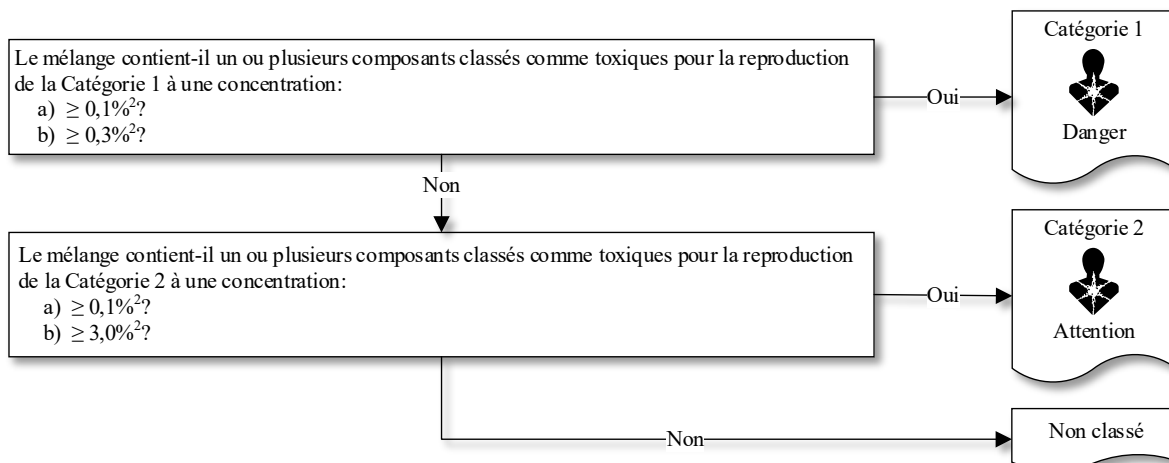 Le mélange contient-il un ou plusieurs composants classés comme toxiques pour la reproduction
de la Catégorie 1 à une concentration:
a) ≥ 0,1%²?
b) ≥ 0,3%²?
Oui
Catégorie 1
Danger
Non
Le mélange contient-il un ou plusieurs composants classés comme toxiques pour la reproduction
de la Catégorie 2 à une concentration:
a) ≥0,1%²?
b) ≥ 3,0%²?
Oui
Catégorie 2
Attention
Non
Non classé